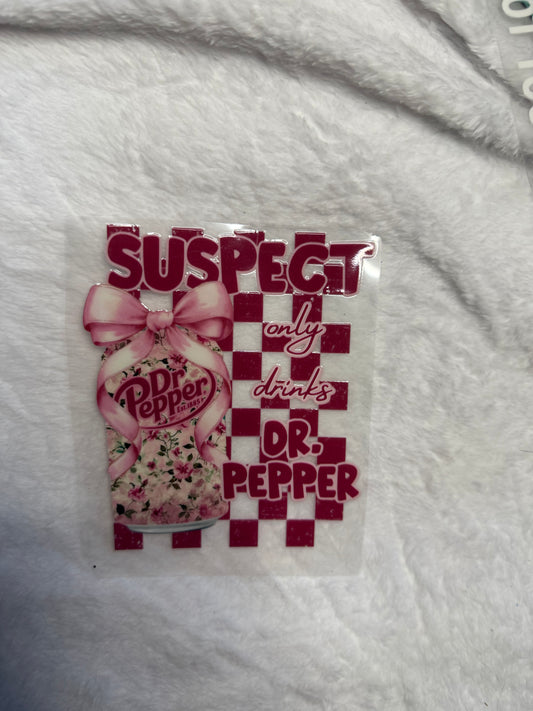 SUSPECT
only
drinks
DR.
PEPPER
Dr
Pepper